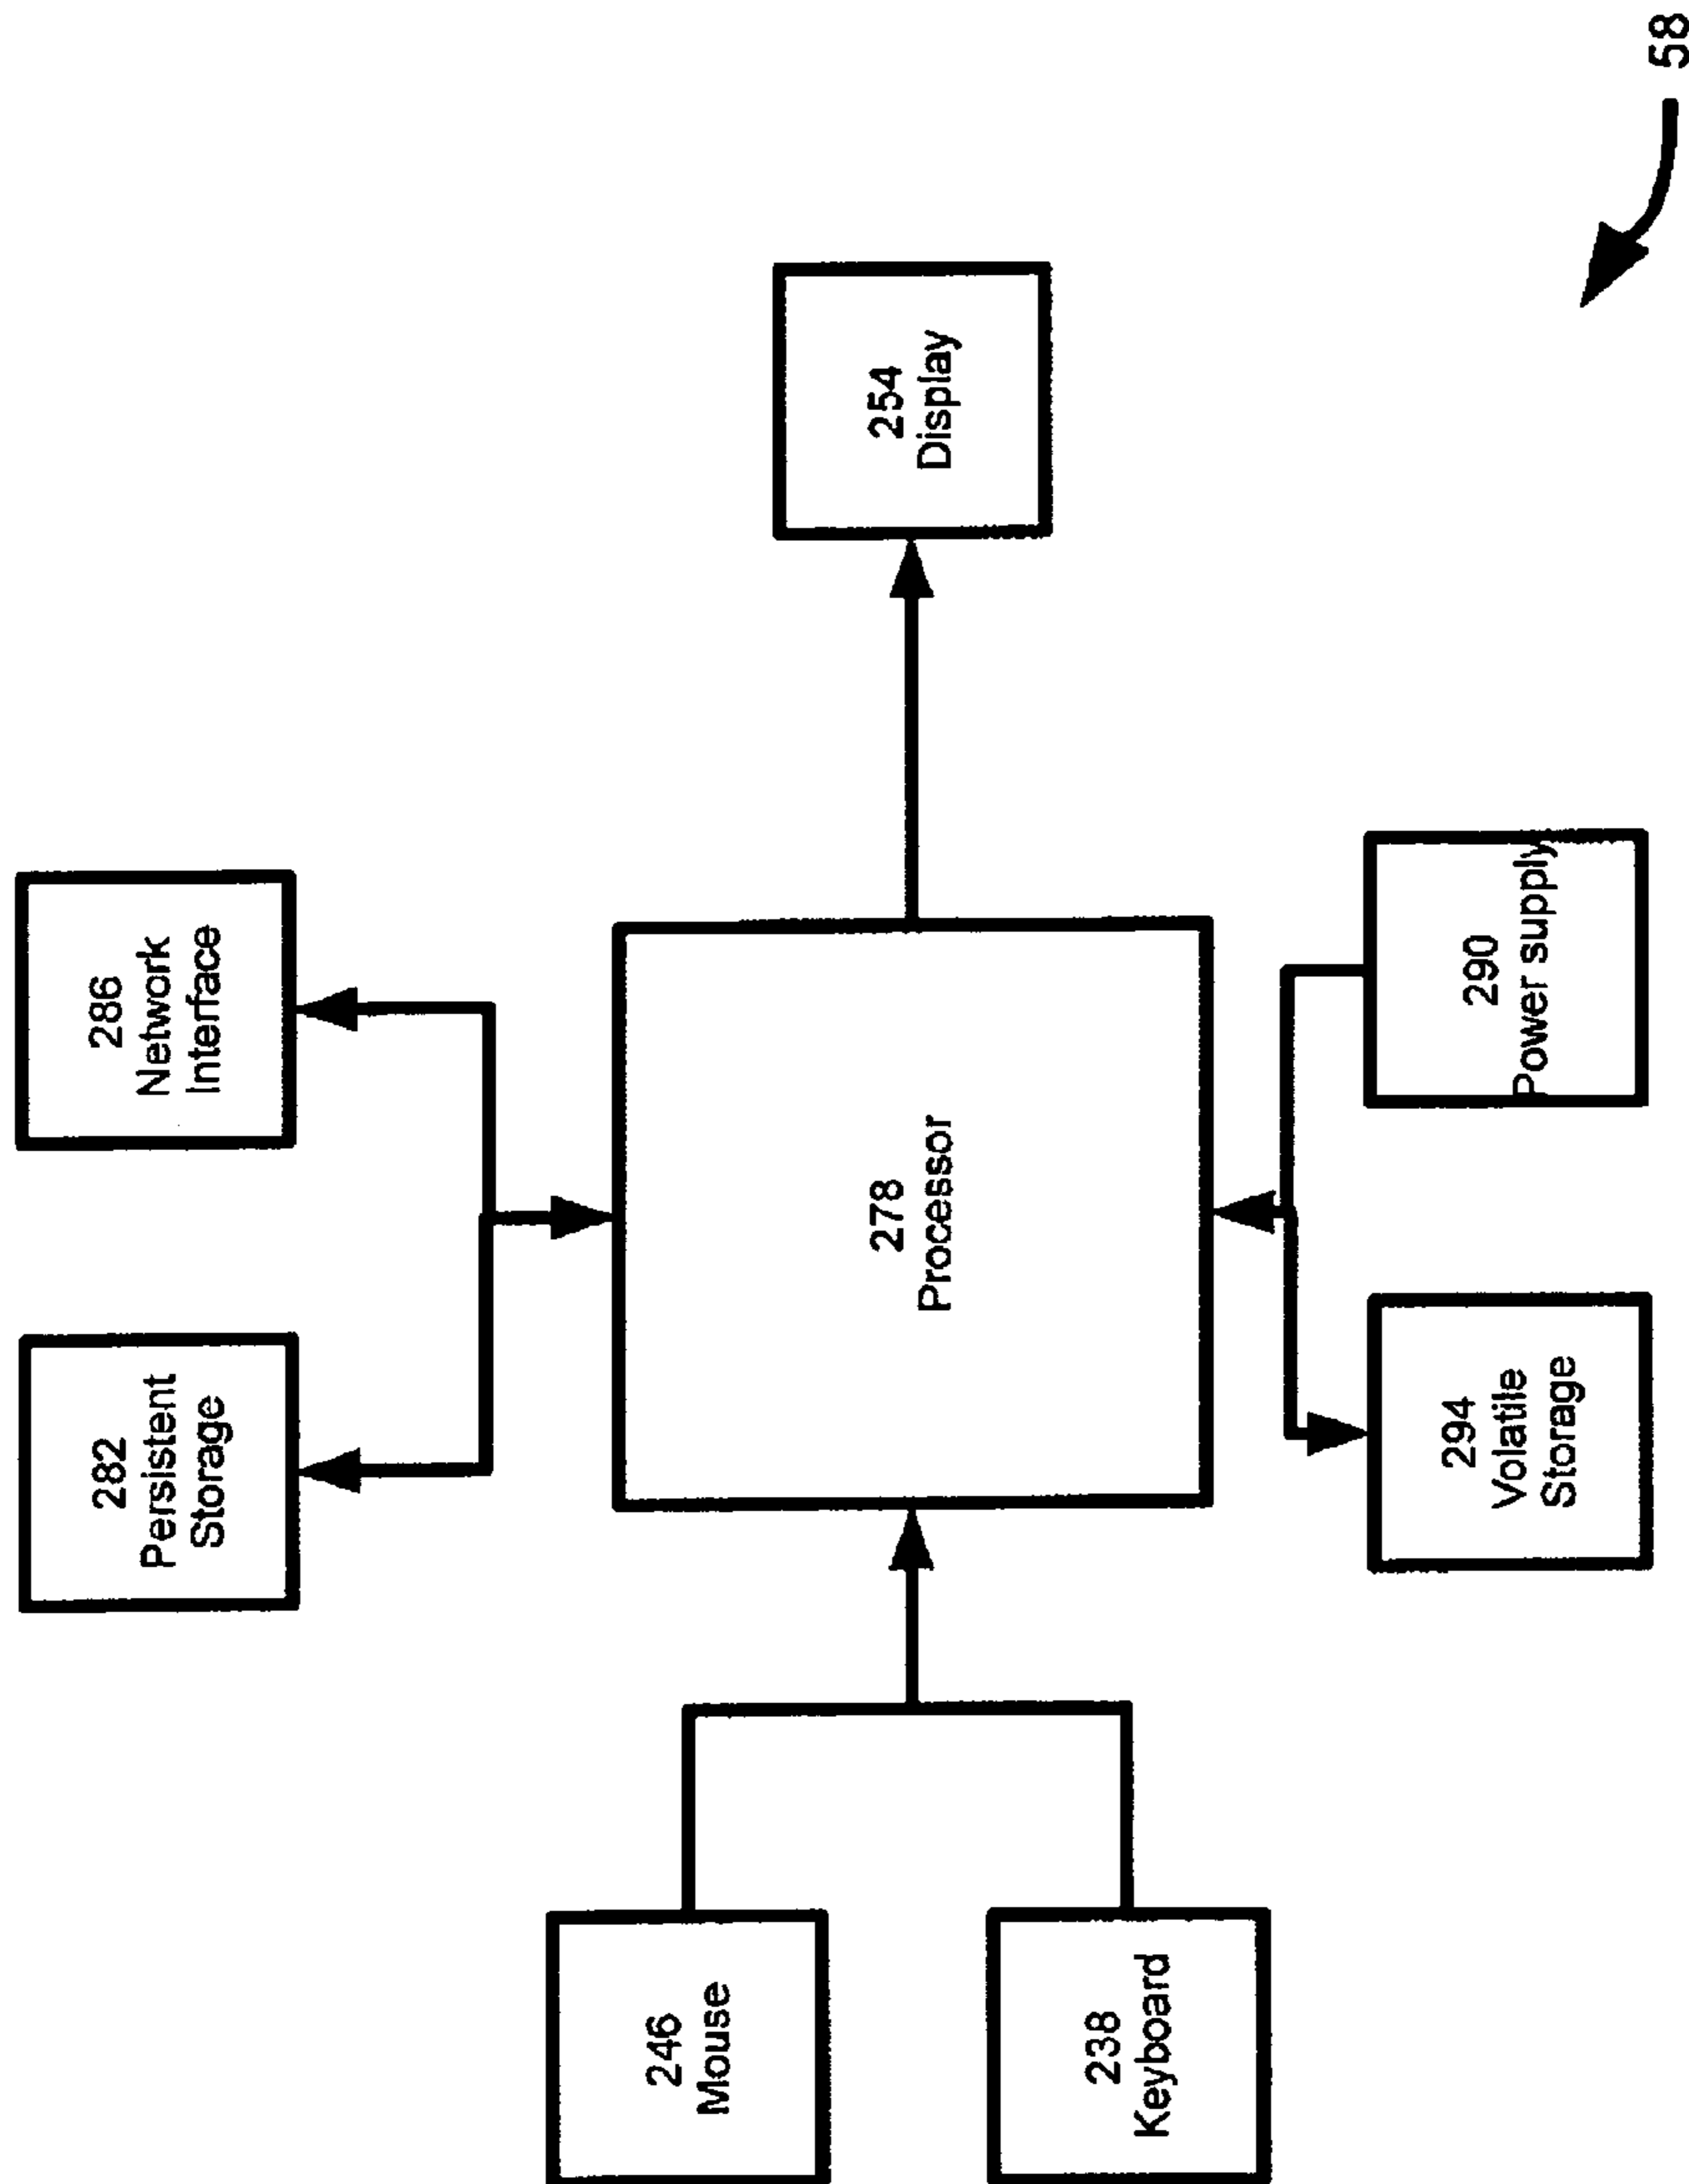 282
Persistent
Storage
286
Network
Interface
246
Mouse
278
Processor
254
Display
238
Keyboard
294
Volatile
Storage
290
Power supply
58